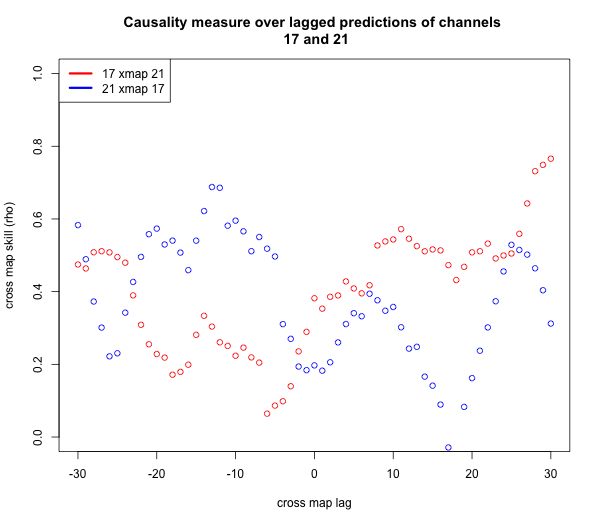 Causality measure over lagged predictions of channels
17 and 21
17 xmap 21
21 xmap 17
cross map skill (rho)
1.0
0.8
0.6
0.4
0.2
0.0
-30
-20
-10
0
10
20
30
cross map lag